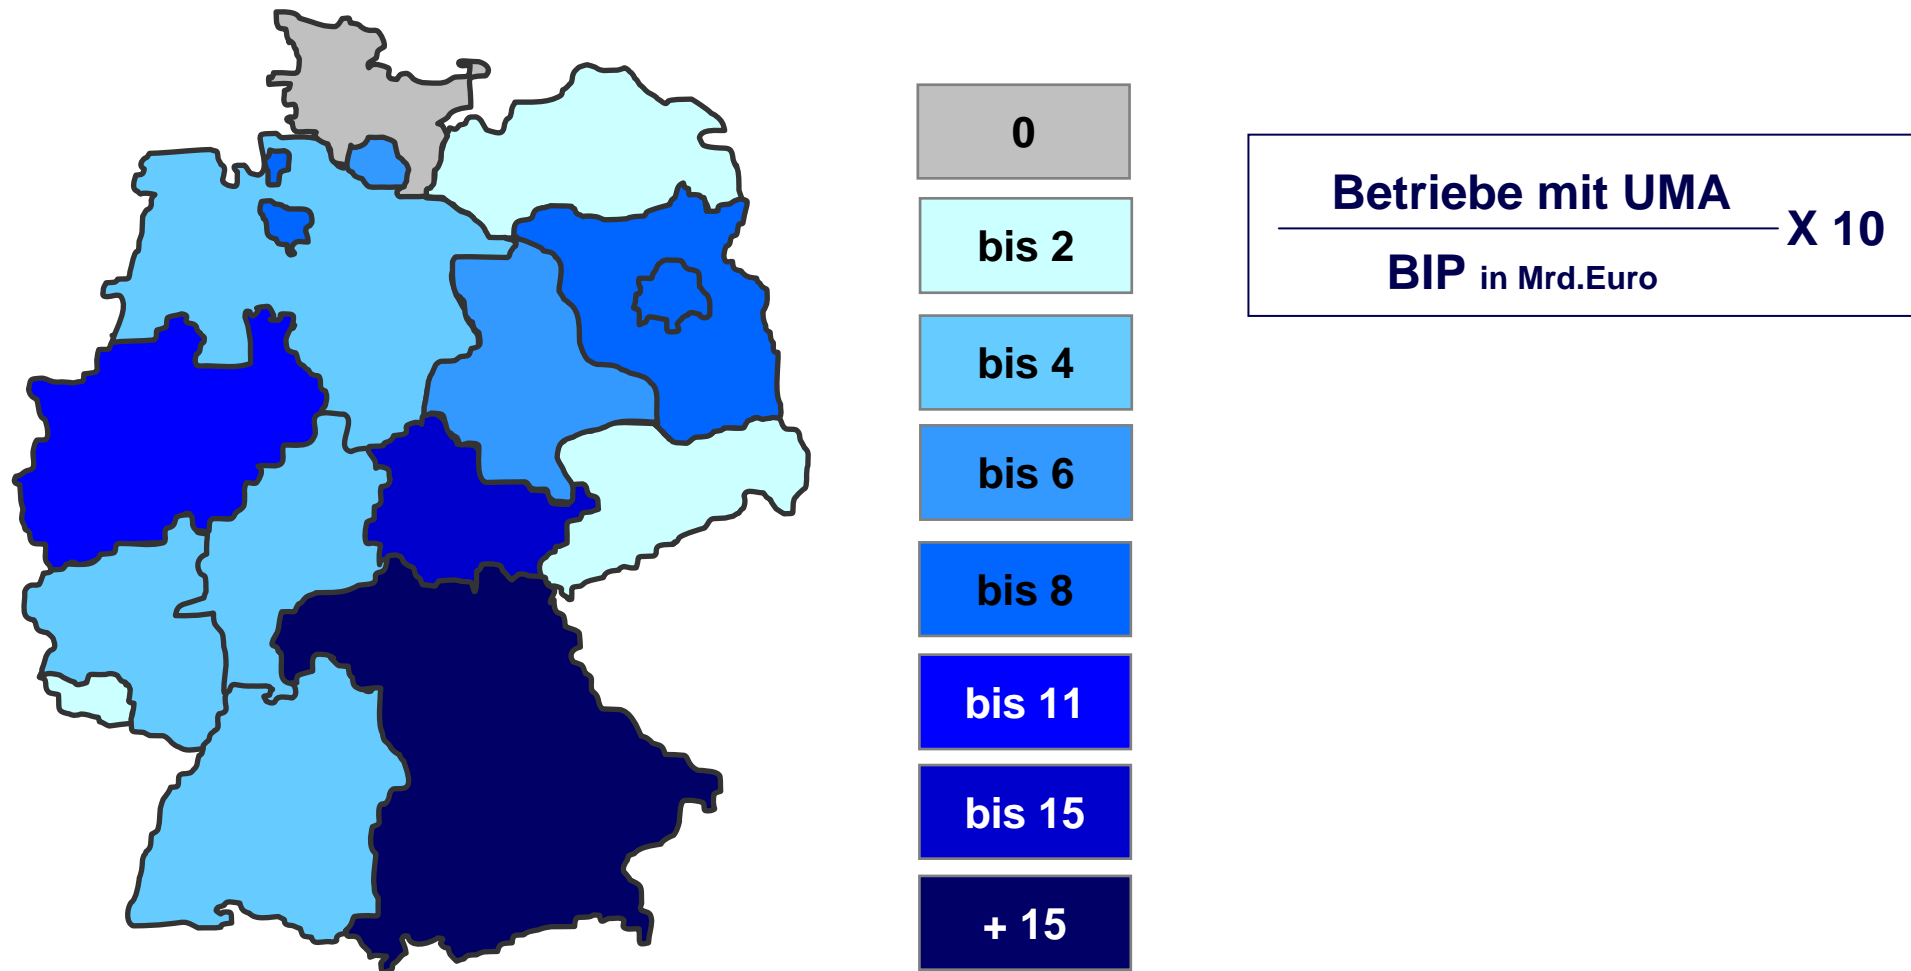 0
bis 2
bis 4
bis 6
bis 8
bis 11
bis 15
+ 15
Betriebe mit UMA
X 10
BIP in Mrd.Euro